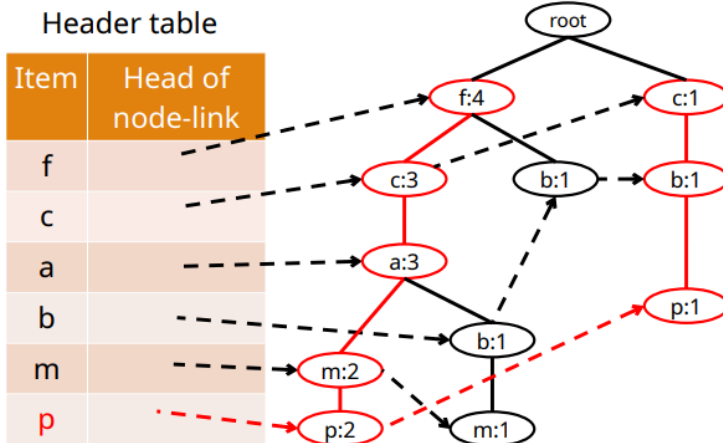 Header table
root
Item
Head of
node-link
f:4
c:1
f
c:3
b:1
b:1
c
a
a:3
b
p:1
b:1
m
m:2
p
p:2
m:1